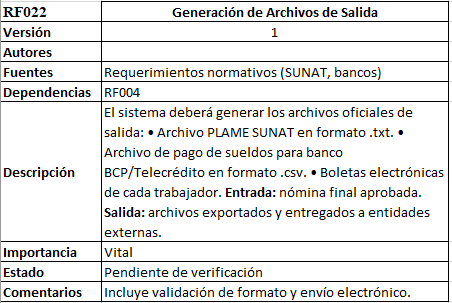 RF022 Generación de Archivos de Salida
Versión 1
Autores
Fuentes Requerimientos normativos (SUNAT, bancos)
Dependencias RF004
Descripción El sistema deberá generar los archivos oficiales de
salida: • Archivo PLAME SUNAT en formato .txt. •
Archivo de pago de sueldos para banco
BCP/Telecrédito en formato .csv. • Boletas electrónicas
de cada trabajador. Entrada: nómina final aprobada.
Salida: archivos exportados y entregados a entidades
externas.
Importancia Vital
Estado Pendiente de verificación
Comentarios Incluye validación de formato y envío electrónico.